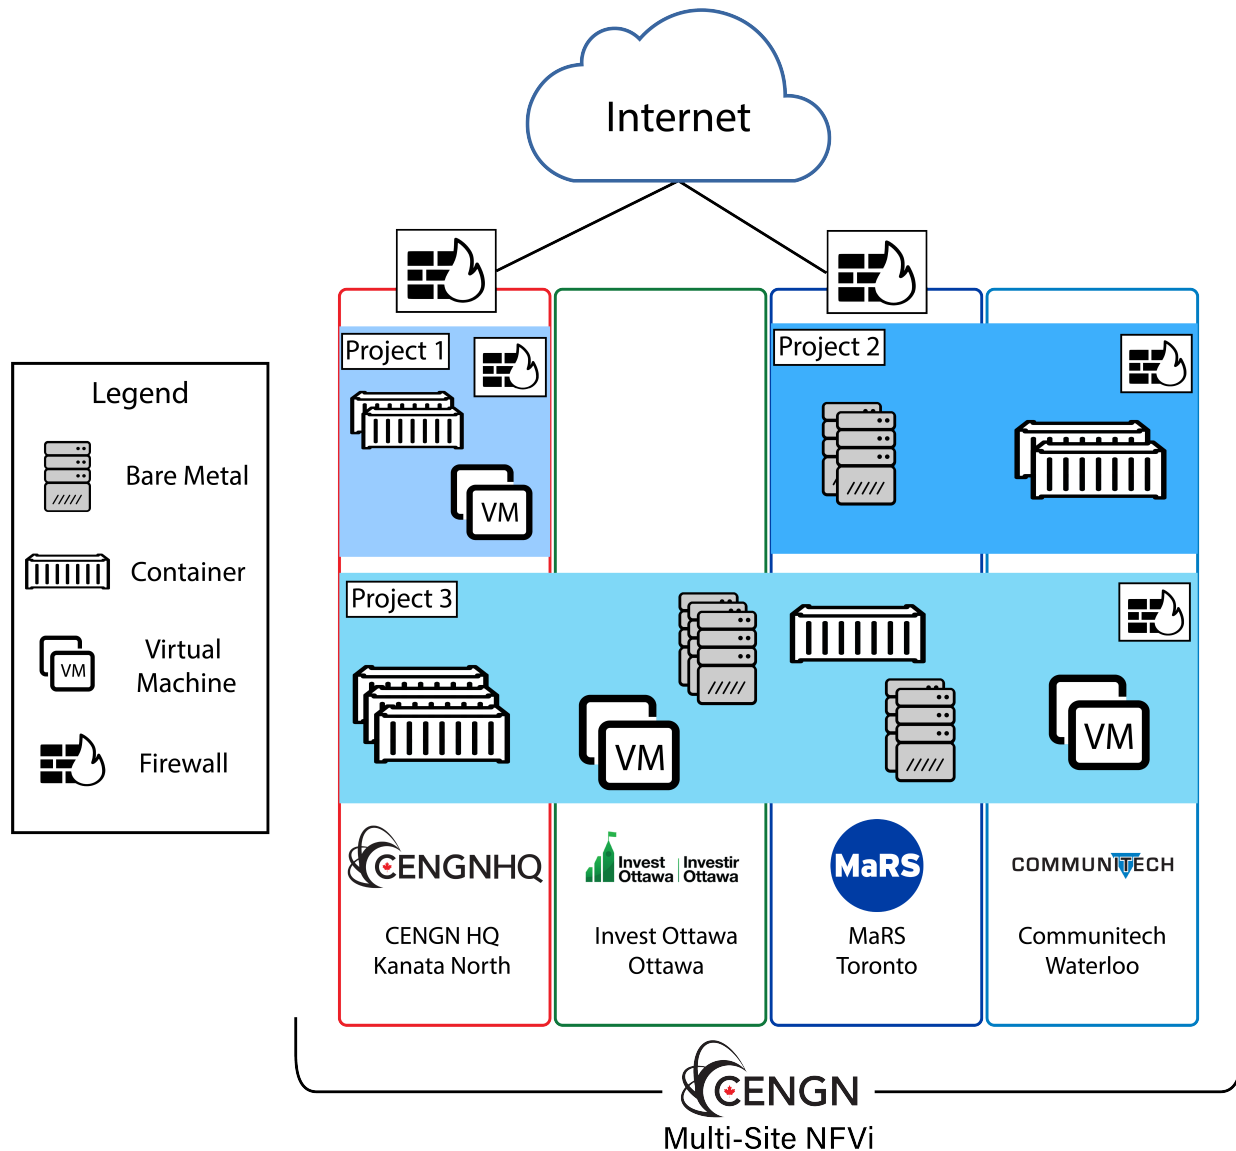 Internet
Project 1
Project 2
Legend
Bare Metal
Container
Virtual
Machine
VM
Firewall
VM
Project 3
VM
VM
CENGNHQ
Invest
Ottawa
Investir
Ottawa
MaRS
COMMUNITECH
CENGN HQ
Kanata North
Invest Ottawa
Ottawa
MaRS
Toronto
Communitech
Waterloo
CENGN
Multi-Site NFVi